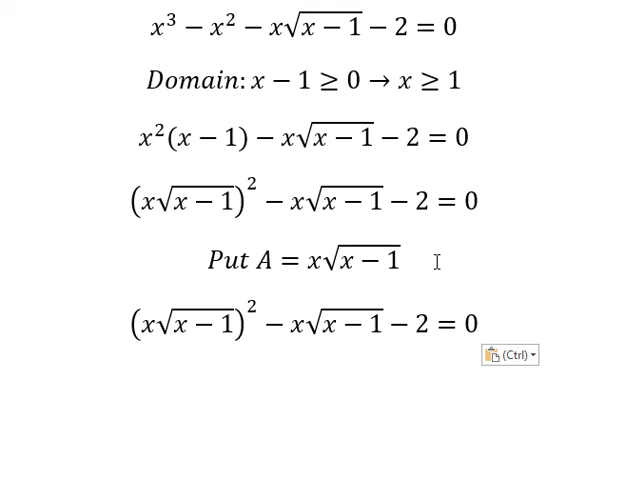 x³ − x² − x√(x − 1) − 2 = 0
Domain: x − 1 ≥ 0 → x ≥ 1
x²(x − 1) − x√(x − 1) − 2 = 0
(x√(x − 1))² − x√(x − 1) − 2 = 0
Put A = x√(x − 1)
(x√(x − 1))² − x√(x − 1) − 2 = 0
(Ctrl)